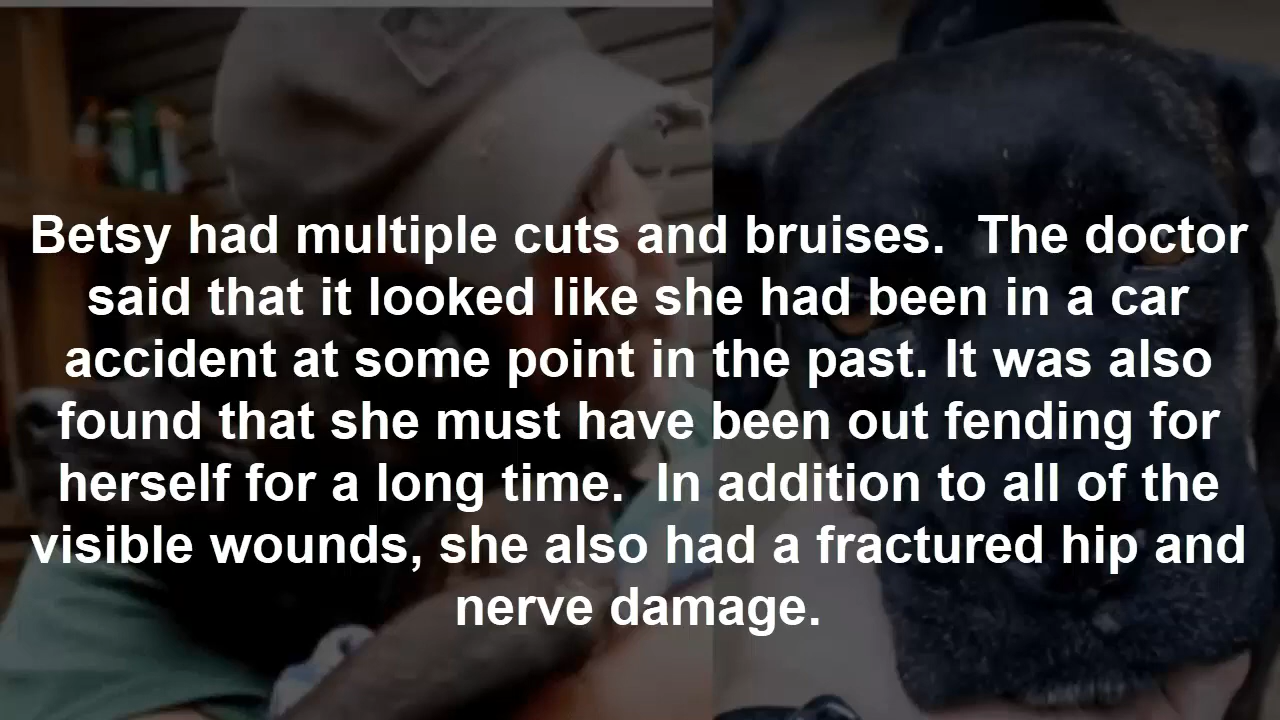 Betsy had multiple cuts and bruises.  The doctor
said that it looked like she had been in a car
accident at some point in the past. It was also
found that she must have been out fending for
herself for a long time.  In addition to all of the
visible wounds, she also had a fractured hip and
nerve damage.